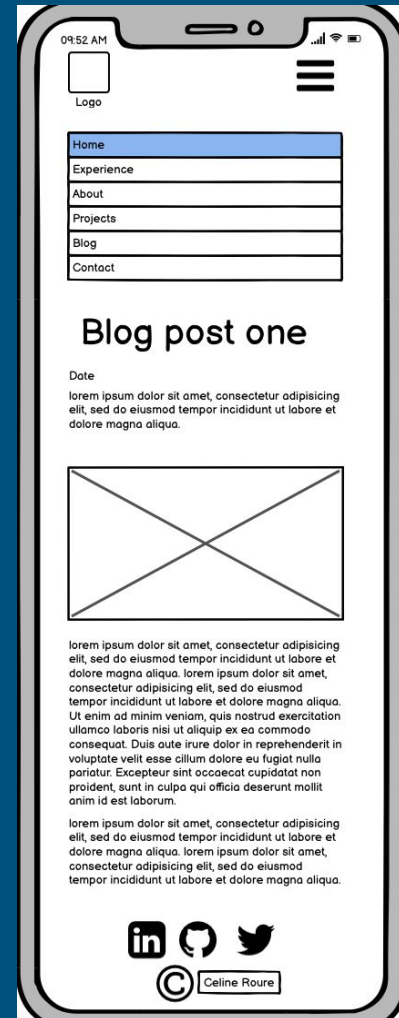 09:52 AM
Logo
Home
Experience
About
Projects
Blog
Contact
Blog post one
Date
lorem ipsum dolor sit amet, consectetur adipisicing
elit, sed do eiusmod tempor incididunt ut labore et
dolore magna aliqua.
lorem ipsum dolor sit amet, consectetur adipisicing
elit, sed do eiusmod tempor incididunt ut labore et
dolore magna aliqua. lorem ipsum dolor sit amet,
consectetur adipisicing elit, sed do eiusmod
tempor incididunt ut labore et dolore magna aliqua.
Ut enim ad minim veniam, quis nostrud exercitation
ullamco laboris nisi ut aliquip ex ea commodo
consequat. Duis aute irure dolor in reprehenderit in
voluptate velit esse cillum dolore eu fugiat nulla
pariatur. Excepteur sint occaecat cupidatat non
proident, sunt in culpa qui officia deserunt mollit
anim id est laborum.
lorem ipsum dolor sit amet, consectetur adipisicing
elit, sed do eiusmod tempor incididunt ut labore et
dolore magna aliqua. lorem ipsum dolor sit amet,
consectetur adipisicing elit, sed do eiusmod
tempor incididunt ut labore et dolore magna aliqua.
in
© Celine Roure